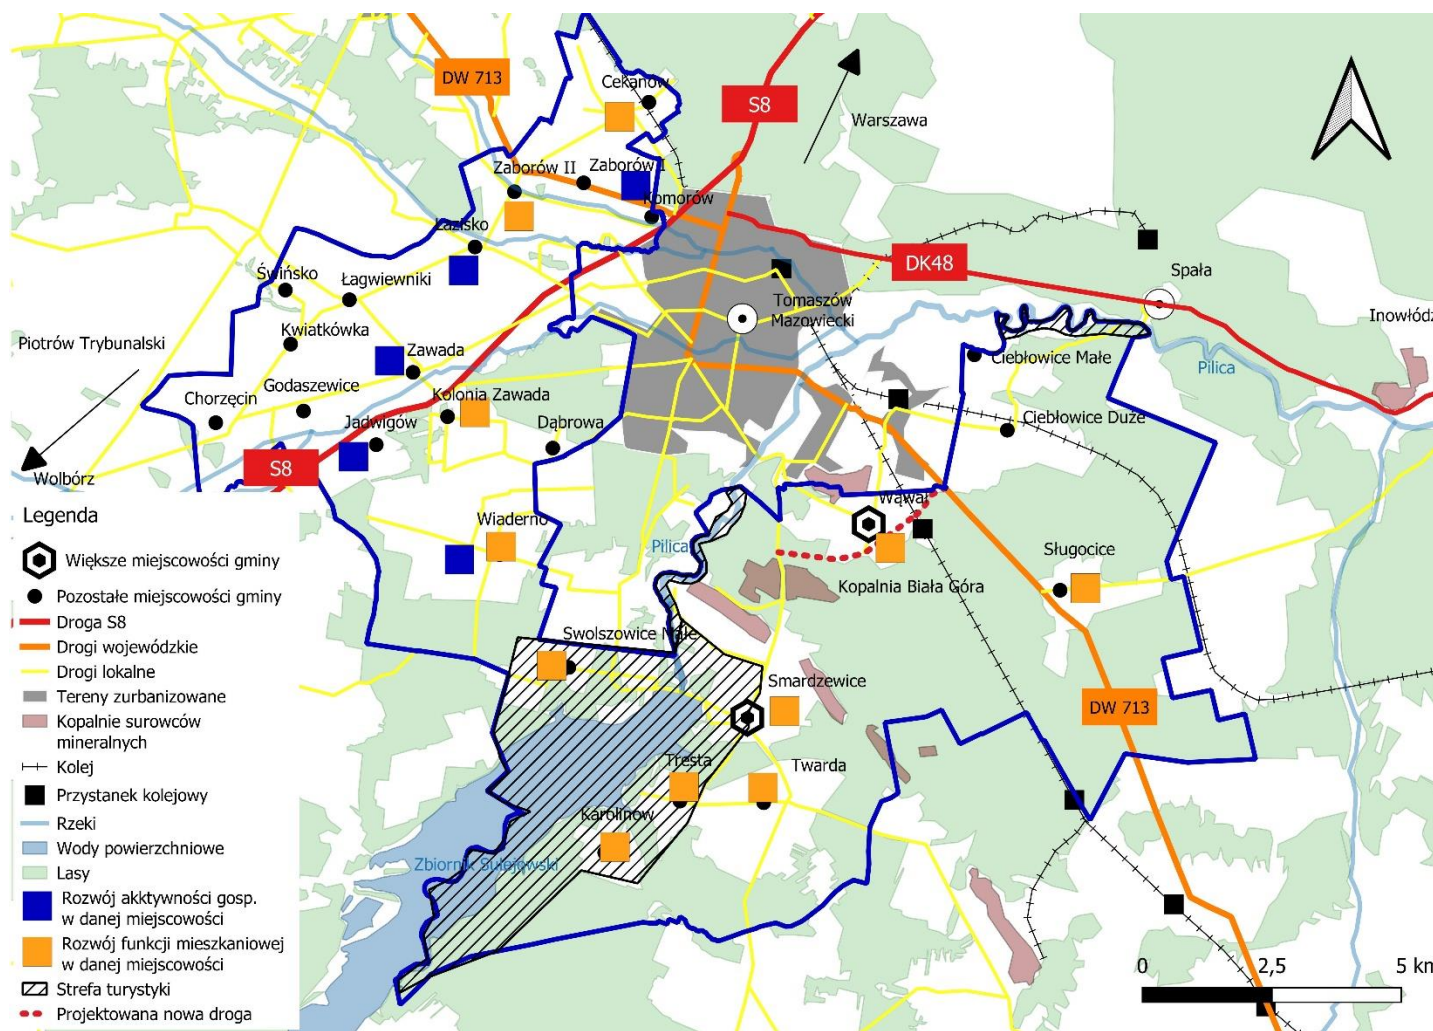 DW 713
Cekanów
S8
Warszawa
Zaborów II
Zaborów I
Komorów
Łazisko
DK48
Spała
Świńsko
Łagwiewniki
Tomaszów
Mazowiecki
Inowłódz
Kwiatkówka
Piotrów Trybunalski
Zawada
Ciebłowice Małe
Pilica
Godaszewice
Kolonia Zawada
Chorzęcin
Jadwigów
Dąbrowa
Ciebłowice Duże
S8
Wolbórz
Wąwał
Legenda
Wiaderno
Pilica
Sługocice
Większe miejscowości gminy
Kopalnia Biała Góra
Pozostałe miejscowości gminy
Droga S8
Drogi wojewódzkie
Swolszowice Małe
Drogi lokalne
Smardzewice
Tereny zurbanizowane
DW 713
Kopalnie surowców
mineralnych
Kolej
Tresta
Twarda
Przystanek kolejowy
Karolinow
Rzeki
Wody powierzchniowe
Zbiornik Sulejowski
Lasy
Rozwój akktywności gosp.
w danej miejscowości
Rozwój funkcji mieszkaniowej
w danej miejscowości
Strefa turystyki
Projektowana nowa droga
0 2,5 5 km